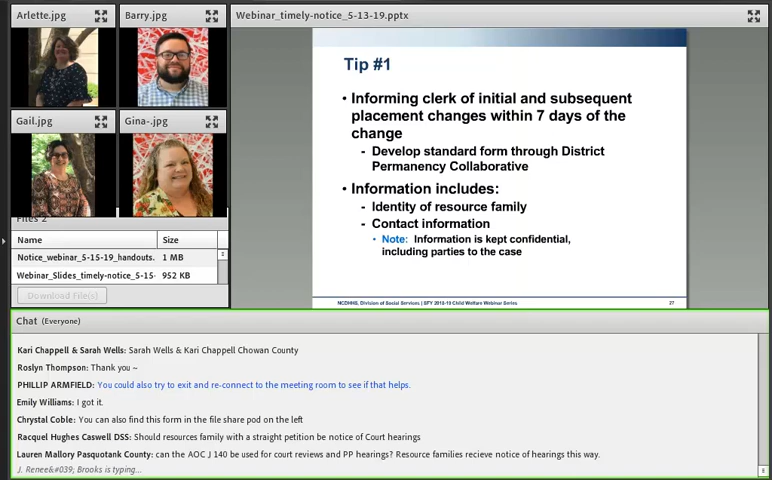 Arlette.jpg
Barry.jpg
Webinar_timely-notice_5-13-19.pptx
Gail.jpg
Gina-.jpg
Tip #1
• Informing clerk of initial and subsequent
placement changes within 7 days of the
change
- Develop standard form through District
Permanency Collaborative
• Information includes:
- Identity of resource family
- Contact information
• Note: Information is kept confidential,
including parties to the case
NCDHHS, Division of Social Services | SFY 2018-19 Child Welfare Webinar Series
27
Files 2
Name
Size
Notice_webinar_5-15-19_handouts.
1 MB
Webinar_Slides_timely-notice_5-15-
952 KB
Download File(s)
Chat (Everyone)
Kari Chappell & Sarah Wells: Sarah Wells & Kari Chappell Chowan County
Roslyn Thompson: Thank you ~
PHILLIP ARMFIELD: You could also try to exit and re-connect to the meeting room to see if that helps.
Emily Williams: I got it.
Chrystal Coble: You can also find this form in the file share pod on the left
Racquel Hughes Caswell DSS: Should resources family with a straight petition be notice of Court hearings
Lauren Mallory Pasquotank County: can the AOC J 140 be used for court reviews and PP hearings? Resource families recieve notice of hearings this way.
J. Renee&#039; Brooks is typing...